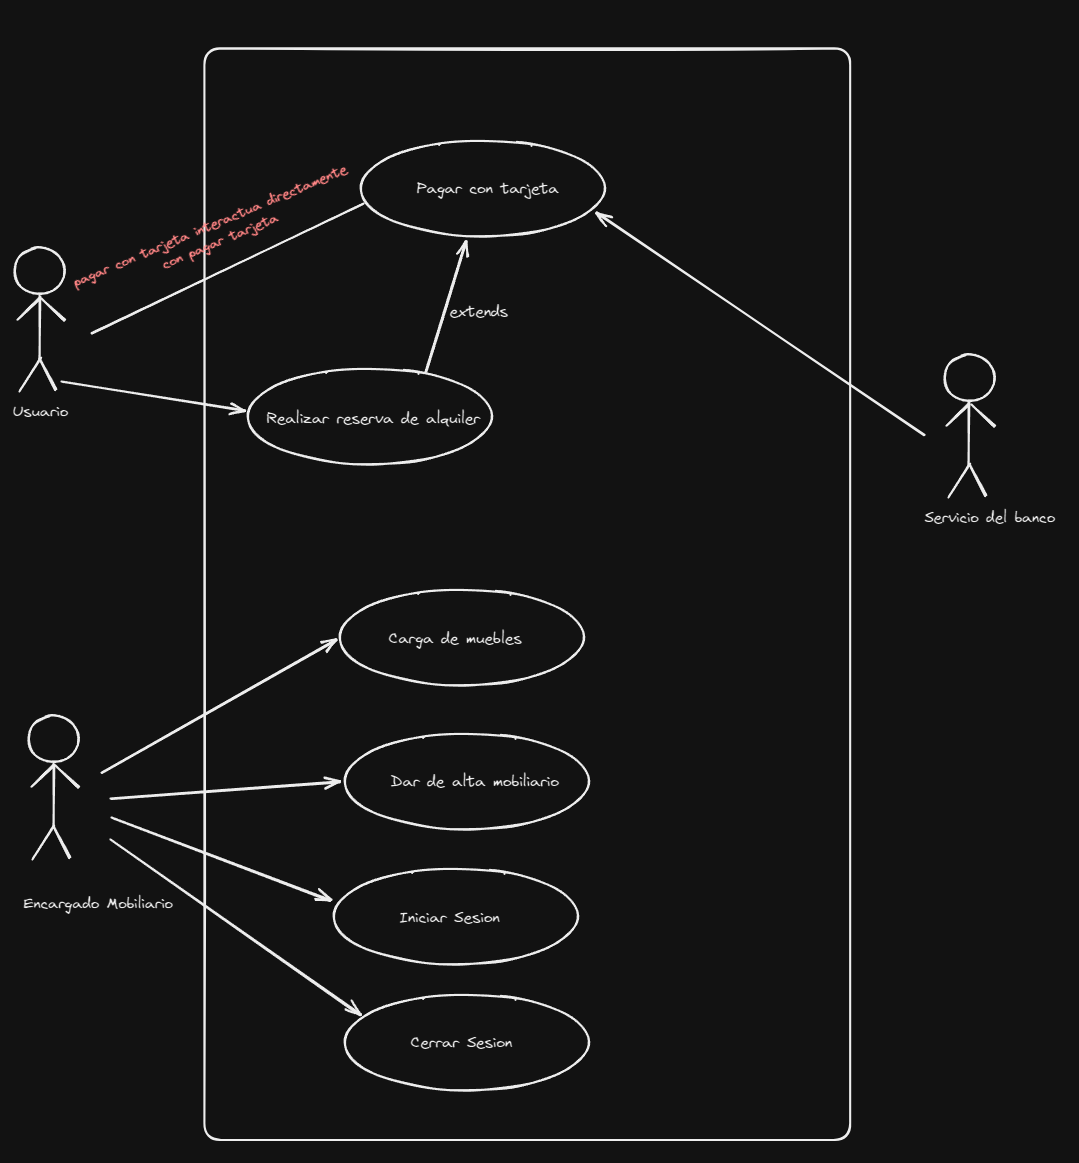 Pagar con tarjeta
pagar con tarjeta interactua directamente
con pagar tarjeta
extends
Usuario
Realizar reserva de alquiler
Servicio del banco
Carga de muebles
Dar de alta mobiliario
Encargado Mobiliario
Iniciar Sesion
Cerrar Sesion